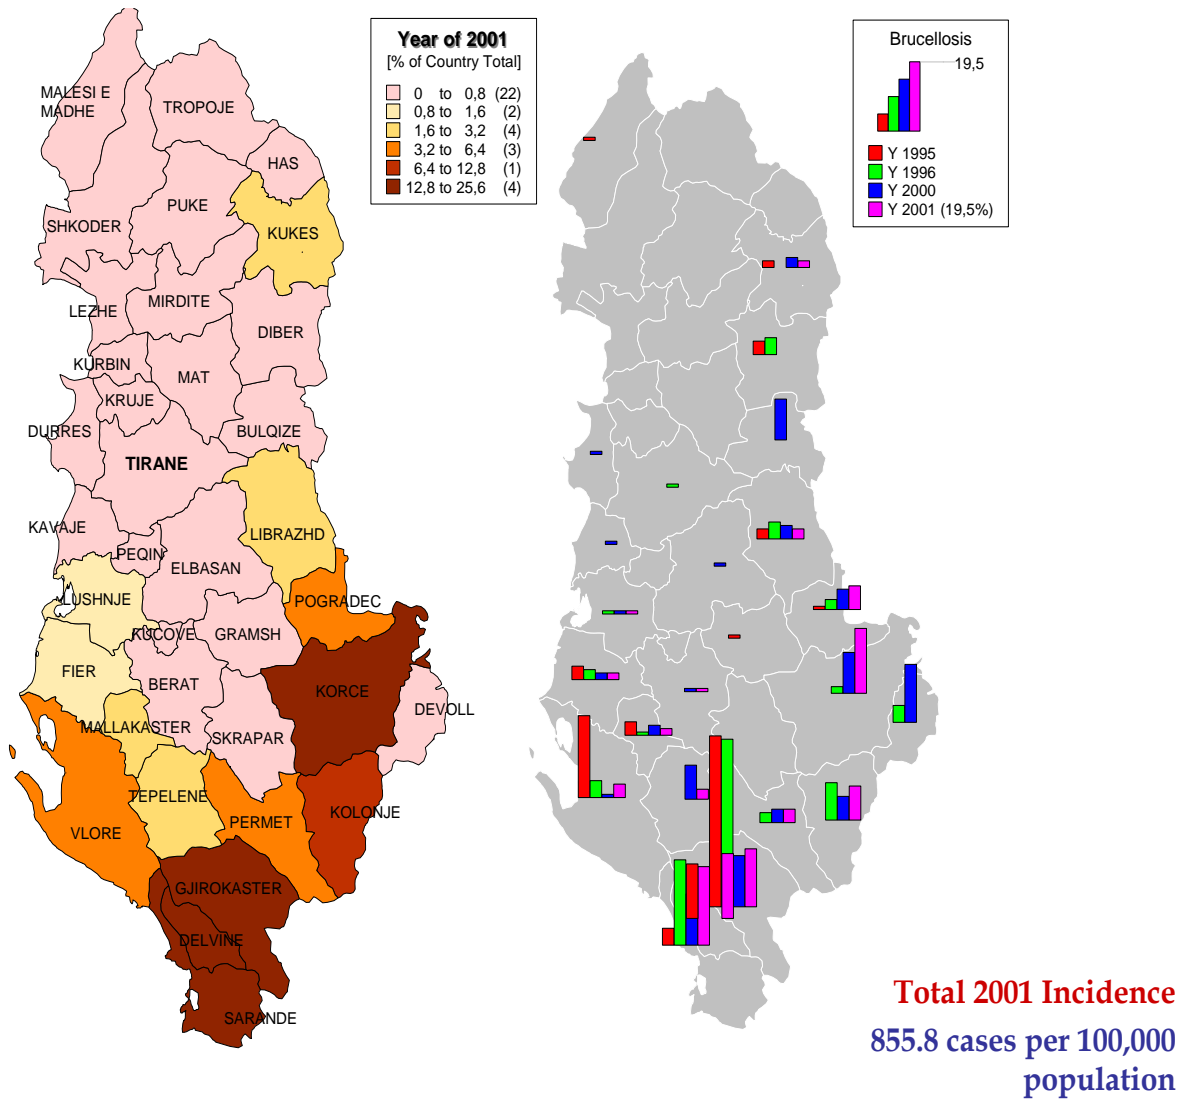 Year of 2001
[% of Country Total]
0 to 0,8 (22)
0,8 to 1,6 (2)
1,6 to 3,2 (4)
3,2 to 6,4 (3)
6,4 to 12,8 (1)
12,8 to 25,6 (4)
MALESI E
MADHE
TROPOJE
HAS
PUKE
SHKODER
KUKES
LEZHE
MIRDITE
DIBER
KURBIN
MAT
KRUJE
DURRES
BULQIZE
TIRANE
KAVAJE
LIBRAZHD
PEQIN
ELBASAN
LUSHNJE
POGRADEC
KUCOVE
GRAMSH
FIER
BERAT
KORCE
DEVOLL
MALLAKASTER
SKRAPAR
TEPELENE
PERMET
KOLONJE
VLORE
GJIROKASTER
DELVINE
SARANDE
Brucellosis
19,5
Y 1995
Y 1996
Y 2000
Y 2001 (19,5%)
Total 2001 Incidence
855.8 cases per 100,000
population